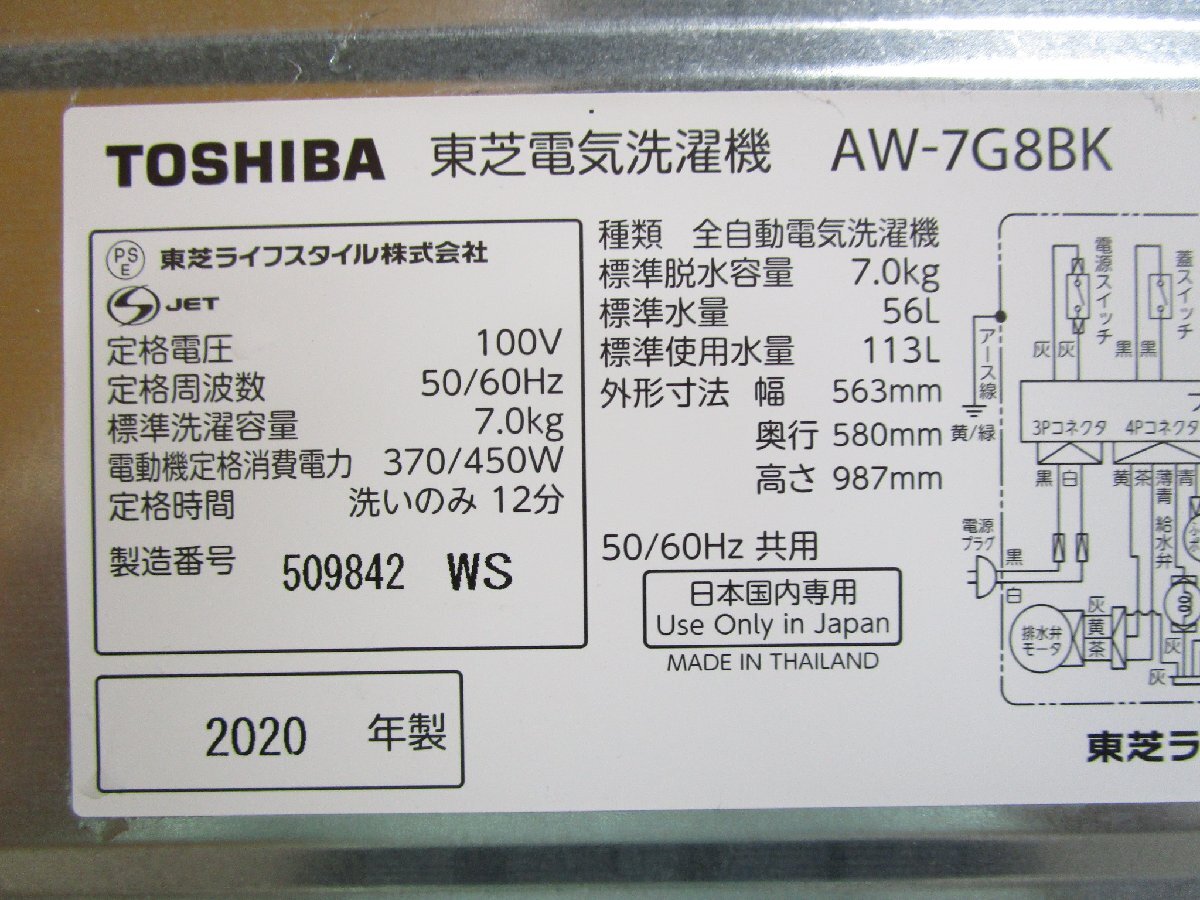 TOSHIBA 東芝電気洗濯機 AW-7G8BK
PSE 東芝ライフスタイル株式会社
JET
定格電圧 100V
定格周波数 50/60Hz
標準洗濯容量 7.0kg
電動機定格消費電力 370/450W
定格時間 洗いのみ 12分
製造番号 509842 WS
2020 年製
種類 全自動電気洗濯機
標準脱水容量 7.0kg
標準水量 56L
標準使用水量 113L
外形寸法 幅 563mm
奥行 580mm
高さ 987mm
50/60Hz 共用
日本国内専用
Use Only in Japan
MADE IN THAILAND
電源スイッチ
蓋スイッチ
アース線
灰 灰 黒 黒
黄/緑
3Pコネクタ 4Pコネクタ
黒 白 黄 茶 薄青 青
給水弁
電源
プラグ
黒
白
排水弁
モータ
灰
黄
茶
灰
灰
東芝ラ